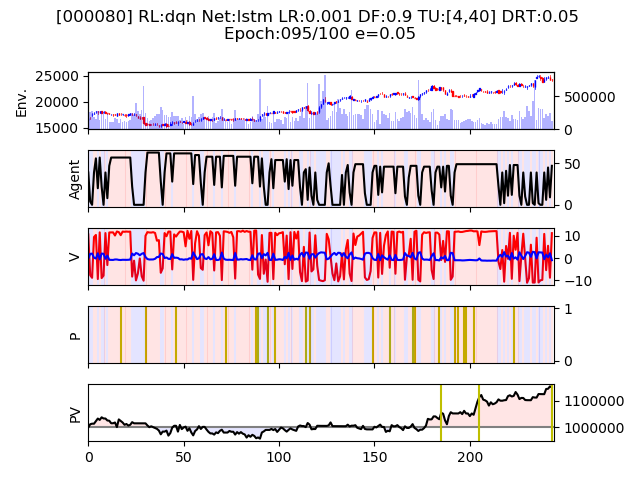 [000080] RL:dqn Net:lstm LR:0.001 DF:0.9 TU:[4,40] DRT:0.05
Epoch:095/100 e=0.05
Env.
25000
20000
15000
500000
0
Agent
50
0
V
10
0
−10
P
1
0
PV
1100000
1000000
0
50
100
150
200